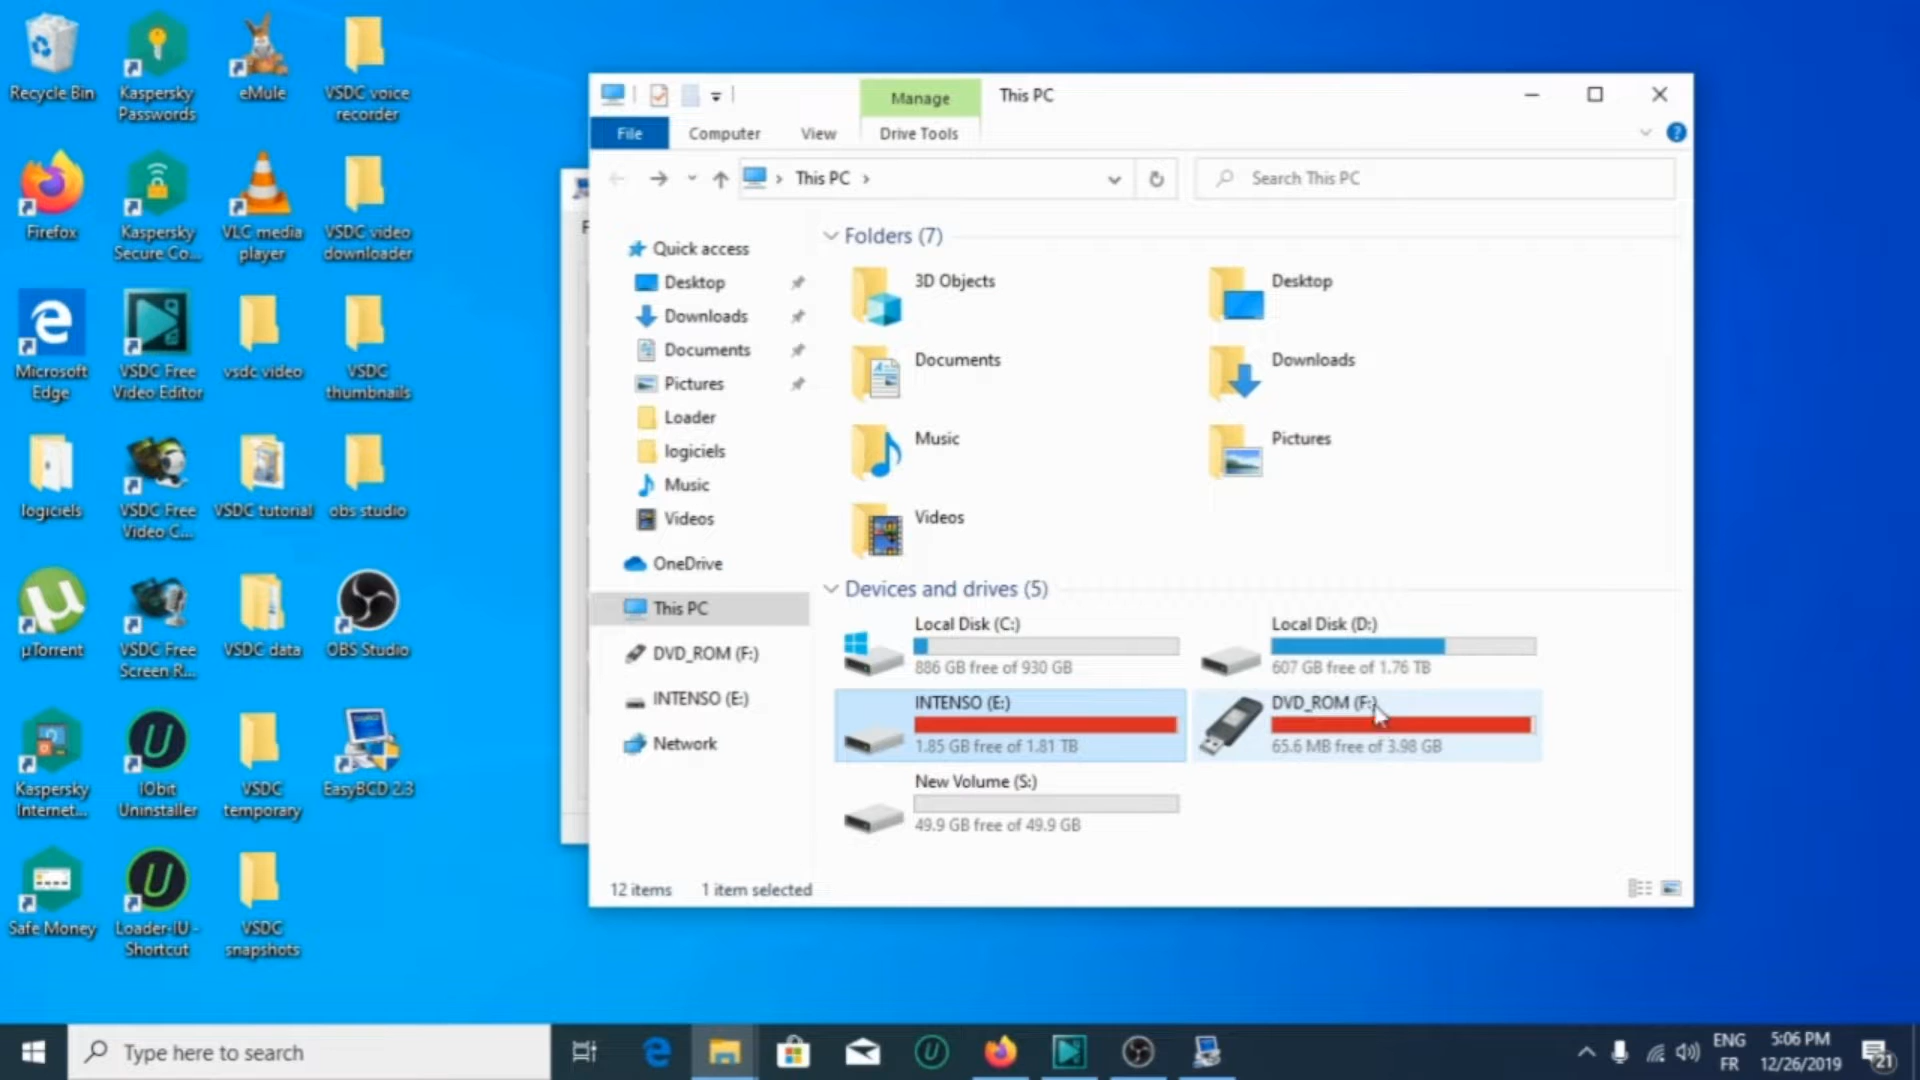 Recycle Bin
Kaspersky
Passwords
eMule
VSDC voice
recorder
Firefox
Kaspersky
Secure Co...
VLC media
player
VSDC video
downloader
Microsoft
Edge
VSDC Free
Video Editor
vsdc video
VSDC
thumbnails
logiciels
VSDC Free
Video C...
VSDC tutorial
obs studio
µTorrent
VSDC Free
Screen R...
VSDC data
OBS Studio
Kaspersky
Internet...
IObit
Uninstaller
VSDC
temporary
EasyBCD 2.3
Safe Money
Loader-IU -
Shortcut
VSDC
snapshots
Manage
This PC
File
Computer
View
Drive Tools
This PC
Search This PC
Quick access
Desktop
Downloads
Documents
Pictures
Loader
logiciels
Music
Videos
OneDrive
This PC
DVD_ROM (F:)
INTENSO (E:)
Network
Folders (7)
3D Objects
Desktop
Documents
Downloads
Music
Pictures
Videos
Devices and drives (5)
Local Disk (C:)
886 GB free of 930 GB
Local Disk (D:)
607 GB free of 1.76 TB
INTENSO (E:)
1.85 GB free of 1.81 TB
DVD_ROM (F:)
65.6 MB free of 3.98 GB
New Volume (S:)
49.9 GB free of 49.9 GB
12 items
1 item selected
Type here to search
ENG
FR
5:06 PM
12/26/2019
21